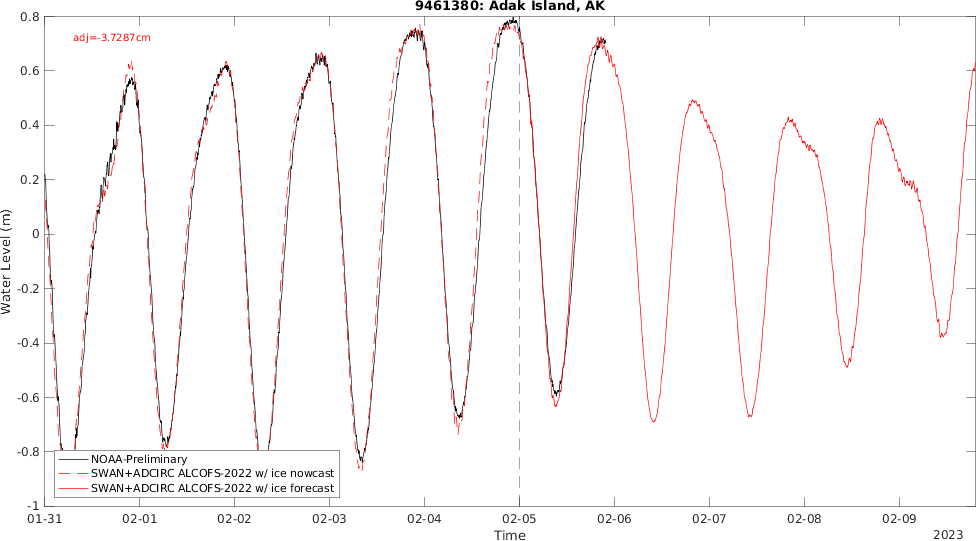 9461380: Adak Island, AK
adj=-3.7287cm
0.8
0.6
0.4
0.2
0
-0.2
-0.4
-0.6
-0.8
-1
Water Level (m)
NOAA-Preliminary
SWAN+ADCIRC ALCOFS-2022 w/ ice nowcast
SWAN+ADCIRC ALCOFS-2022 w/ ice forecast
01-31 02-01 02-02 02-03 02-04 02-05 02-06 02-07 02-08 02-09
Time
2023